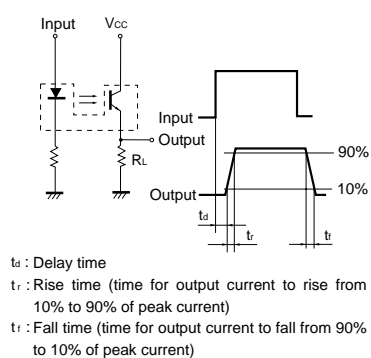 Input
Vcc
Output
RL
Input
Output
90%
10%
td
tr
tf
td : Delay time
tr : Rise time (time for output current to rise from
10% to 90% of peak current)
tf : Fall time (time for output current to fall from 90%
to 10% of peak current)